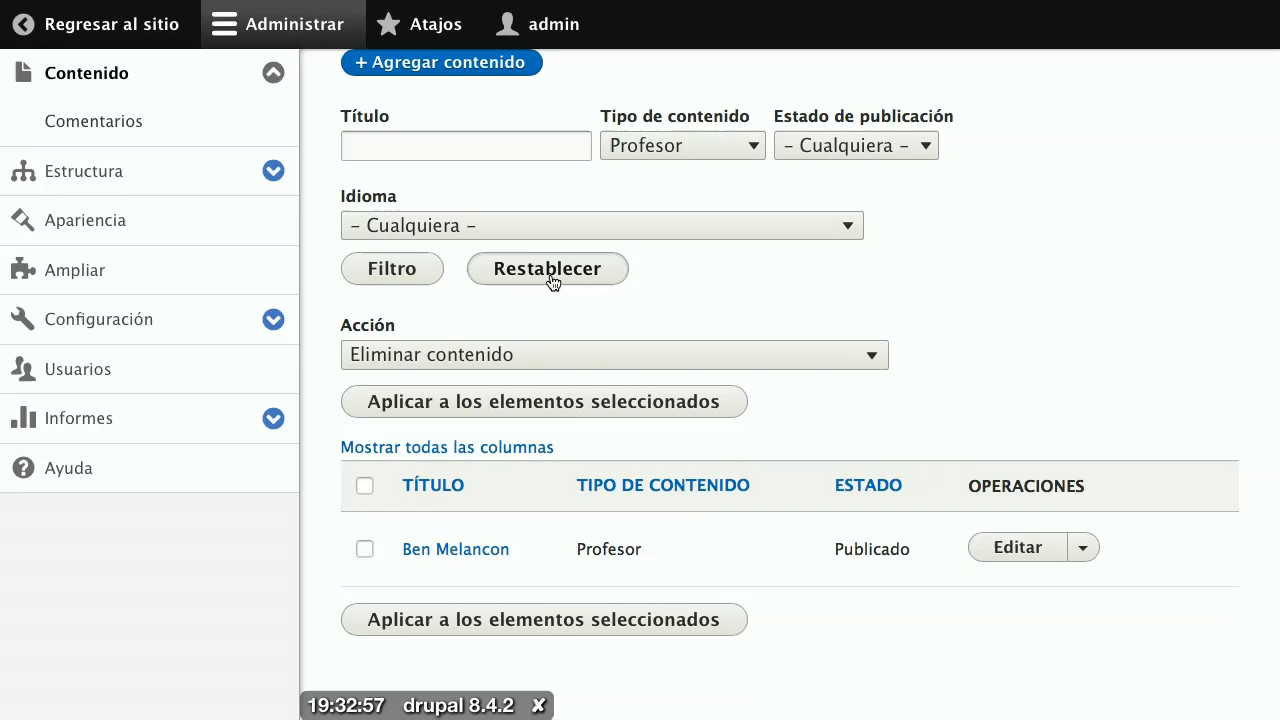 Regresar al sitio Administrar Atajos admin
Contenido
Comentarios
Estructura
Apariencia
Ampliar
Configuración
Usuarios
Informes
Ayuda
+ Agregar contenido
Título Tipo de contenido Estado de publicación
Profesor - Cualquiera -
Idioma
- Cualquiera -
Filtro Restablecer
Acción
Eliminar contenido
Aplicar a los elementos seleccionados
Mostrar todas las columnas
TÍTULO TIPO DE CONTENIDO ESTADO OPERACIONES
Ben Melancon Profesor Publicado Editar
Aplicar a los elementos seleccionados
19:32:57 drupal 8.4.2 ✘